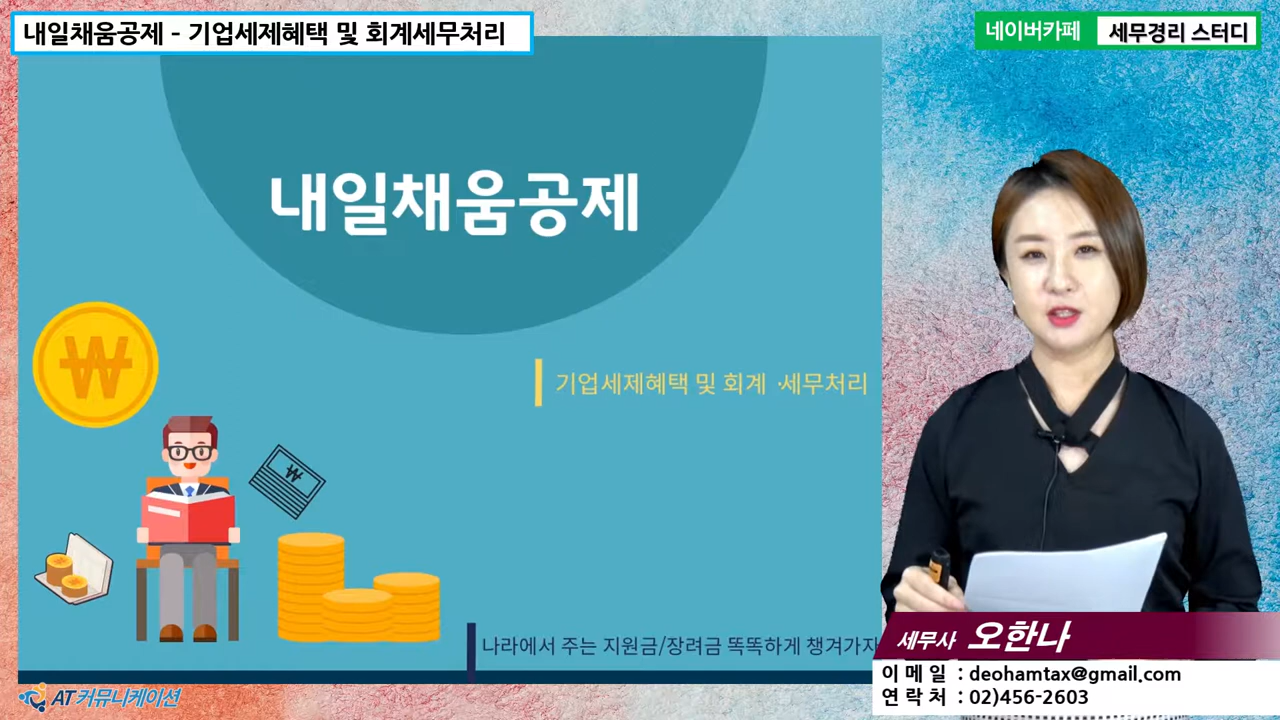 내일채움공제 - 기업세제혜택 및 회계세무처리
네이버카페 세무경리 스터디
내일채움공제
기업세제혜택 및 회계 ·세무처리
나라에서 주는 지원금/장려금 똑똑하게 챙겨가자
세무사 오한나
이 메 일 : deohamtax@gmail.com
연 락 처 : 02)456-2603
AT커뮤니케이션